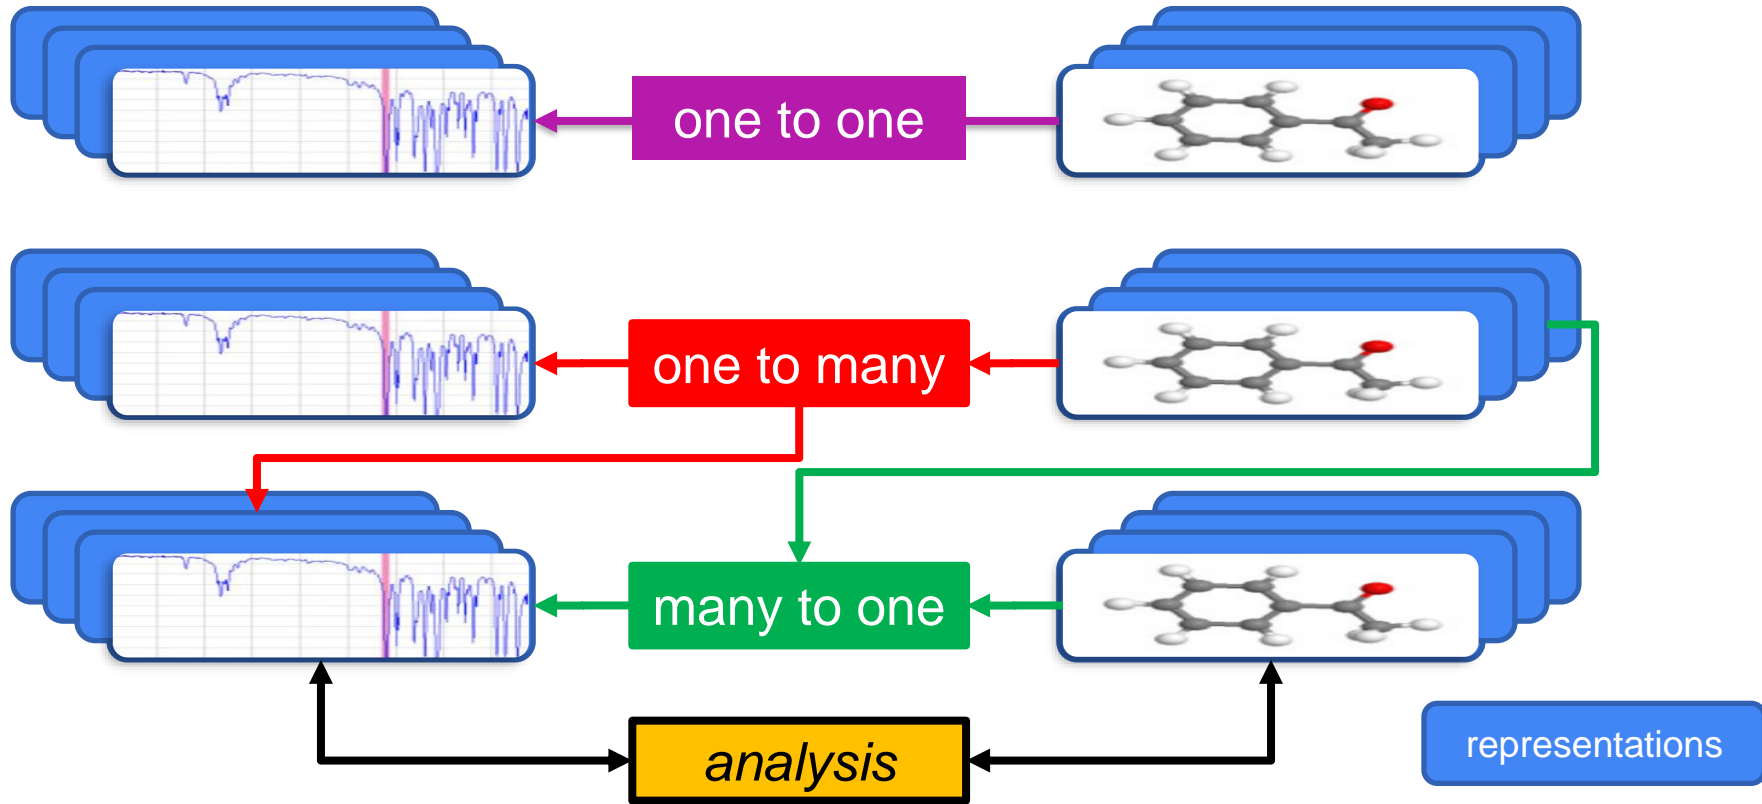 one to one
one to many
many to one
analysis
representations